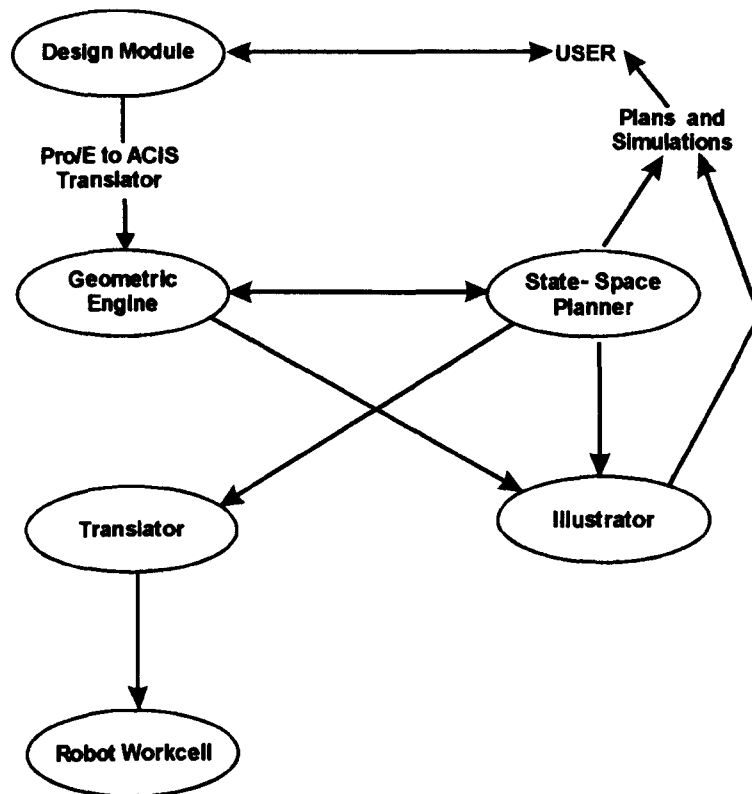 Design Module
USER
Plans and
Simulations
Pro/E to ACIS
Translator
Geometric
Engine
State- Space
Planner
Translator
Illustrator
Robot Workcell